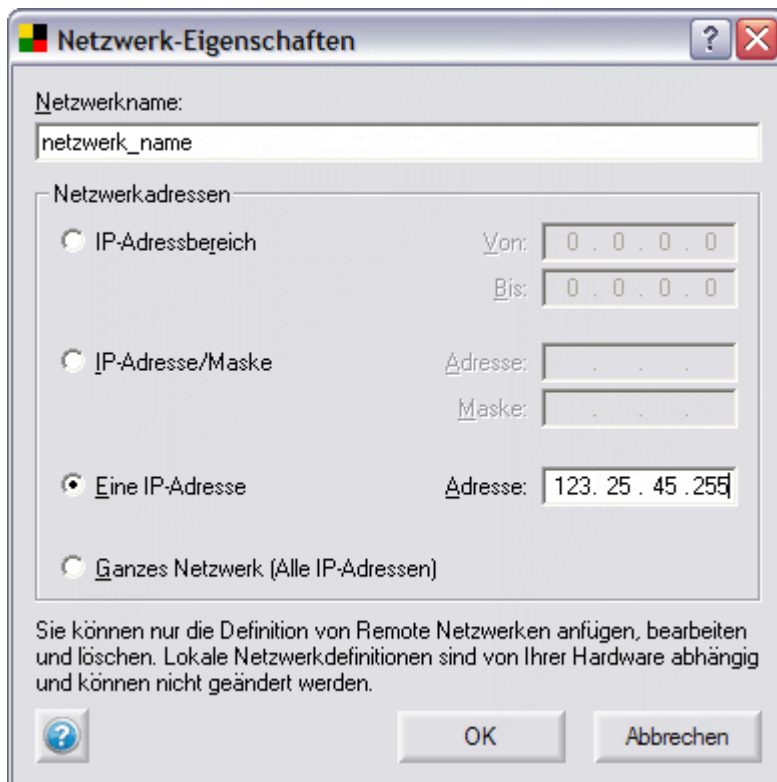 Netzwerk-Eigenschaften
Netzwerkname:
netzwerk_name
Netzwerkadressen
IP-Adressbereich Von: 0 . 0 . 0 . 0
Bis: 0 . 0 . 0 . 0
IP-Adresse/Maske Adresse: . . .
Maske: . . .
Eine IP-Adresse Adresse: 123. 25 . 45 .255
Ganzes Netzwerk (Alle IP-Adressen)
Sie können nur die Definition von Remote Netzwerken anfügen, bearbeiten
und löschen. Lokale Netzwerkdefinitionen sind von Ihrer Hardware abhängig
und können nicht geändert werden.
OK Abbrechen